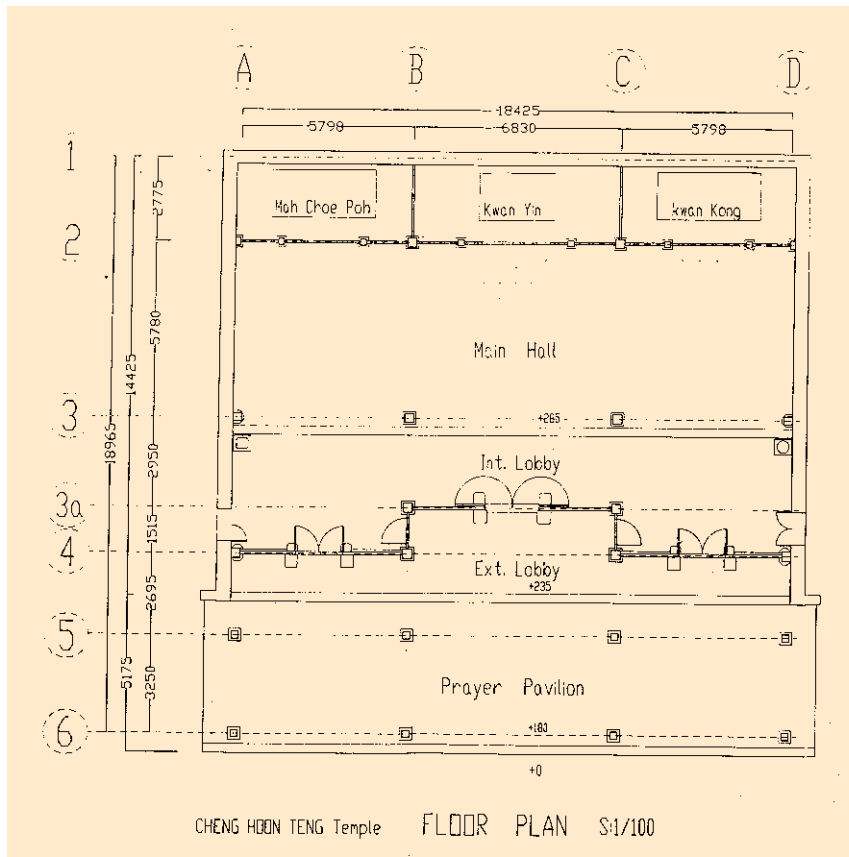 A B C D
18425
5798 6830 5798
1
2
3
3a
4
5
6
2775
5780
2950
1515
2695
3250
14425
5175
18965
Mah Choe Poh
Kwan Yin
kwan Kong
Main Hall
+265
Int. Lobby
Ext. Lobby
+235
Prayer Pavilion
+180
+0
CHENG HOON TENG Temple FLOOR PLAN S:1/100